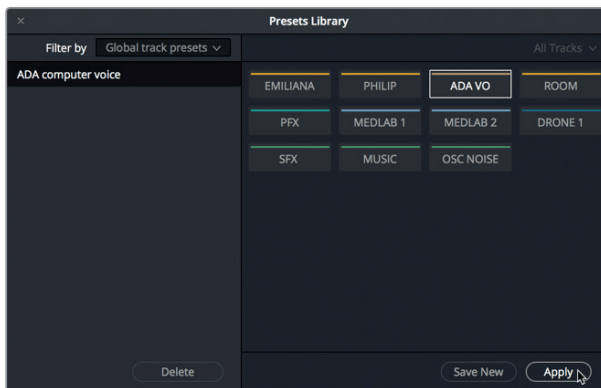 Presets Library
Filter by Global track presets
All Tracks
ADA computer voice
EMILIANA PHILIP ADA VO ROOM
PFX MEDLAB 1 MEDLAB 2 DRONE 1
SFX MUSIC OSC NOISE
Delete Save New Apply